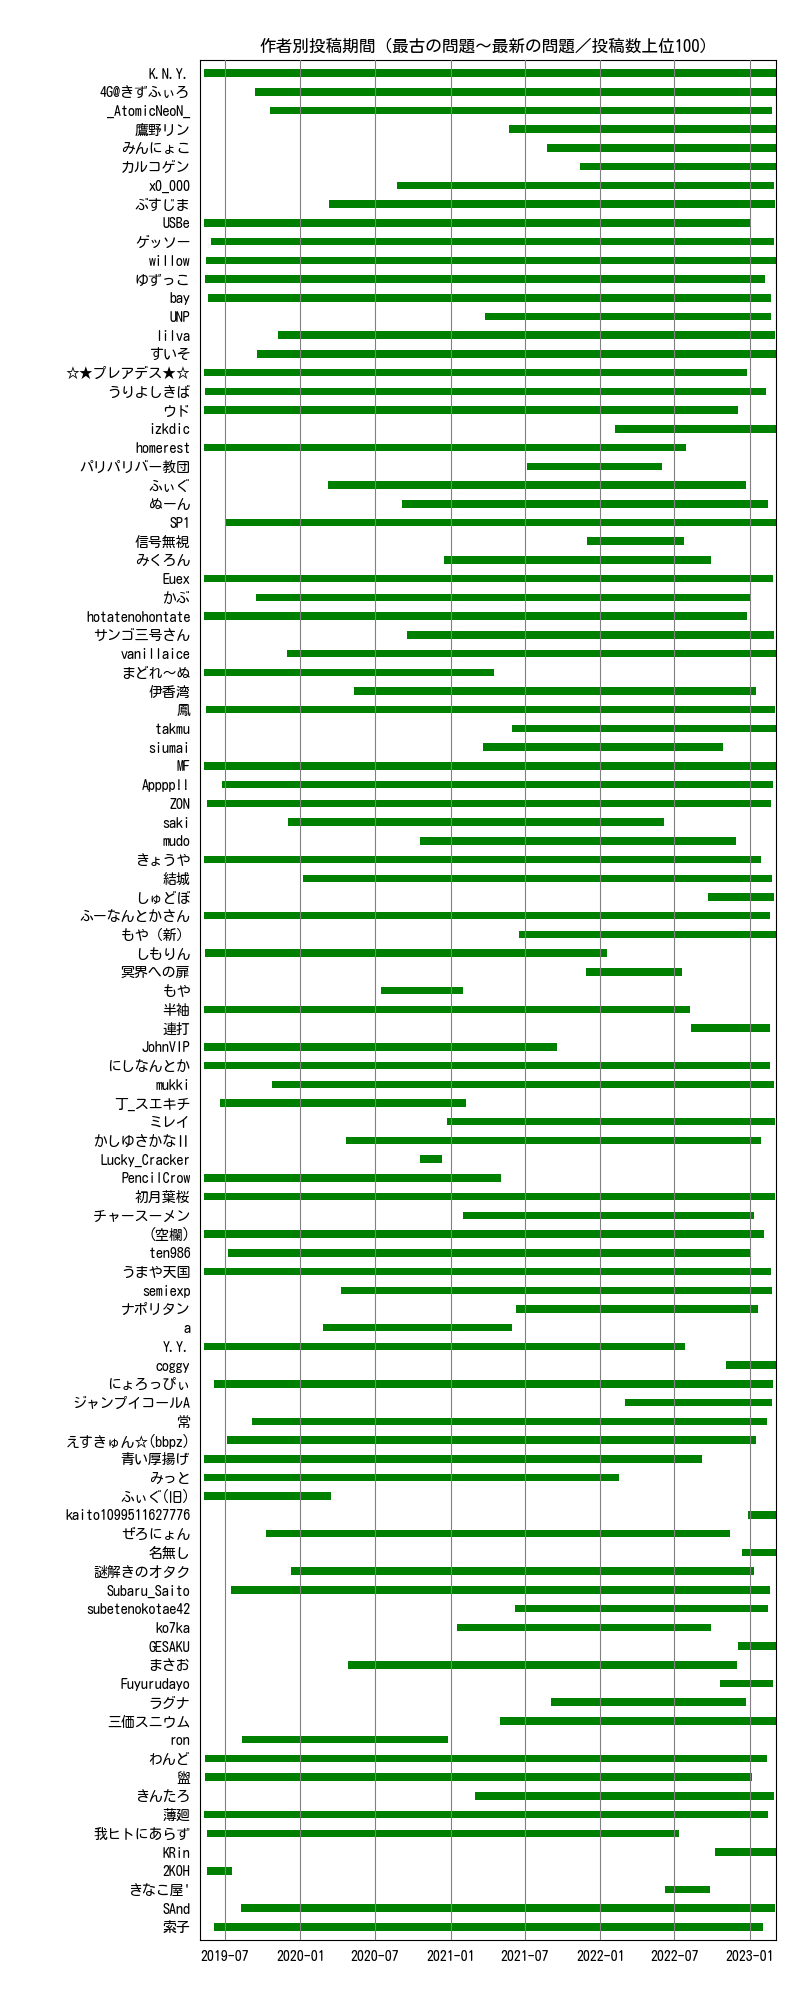 作者別投稿期間（最古の問題～最新の問題／投稿数上位100）
K.N.Y.
4G@きずふぃろ
_AtomicNeoN_
鷹野リン
みんにょこ
カルコゲン
x0_000
ぶすじま
USBe
ゲッソー
willow
ゆずっこ
bay
UNP
lilva
すいそ
☆★プレアデス★☆
うりよしきば
ウド
izkdic
homerest
パリパリバー教団
ふぃぐ
ぬーん
SP1
信号無視
みくろん
Euex
かぶ
hotatenohontate
サンゴ三号さん
vanillaice
まどれ～ぬ
伊香湾
鳳
takmu
siumai
MF
Apppp||
ZON
saki
mudo
きょうや
結城
しゅどぼ
ふーなんとかさん
もや（新）
しもりん
冥界への扉
もや
半袖
連打
JohnVIP
にしなんとか
mukki
丁_スエキチ
ミレイ
かしゆさかなII
Lucky_Cracker
PencilCrow
初月葉桜
チャースーメン
(空欄)
ten986
うまや天国
semiexp
ナポリタン
a
Y.Y.
coggy
にょろっぴぃ
ジャンプイコールA
常
えすきゅん☆(bbpz)
青い厚揚げ
みっと
ふぃぐ(旧)
kaito1099511627776
ぜろにょん
名無し
謎解きのオタク
Subaru_Saito
subetenokotae42
ko7ka
GESAKU
まさお
Fuyurudayo
ラグナ
三価スニウム
ron
わんど
盥
きんたろ
薄廻
我ヒトにあらず
KRin
2KOH
きなこ屋'
SAnd
索子
2019-07 2020-01 2020-07 2021-01 2021-07 2022-01 2022-07 2023-01